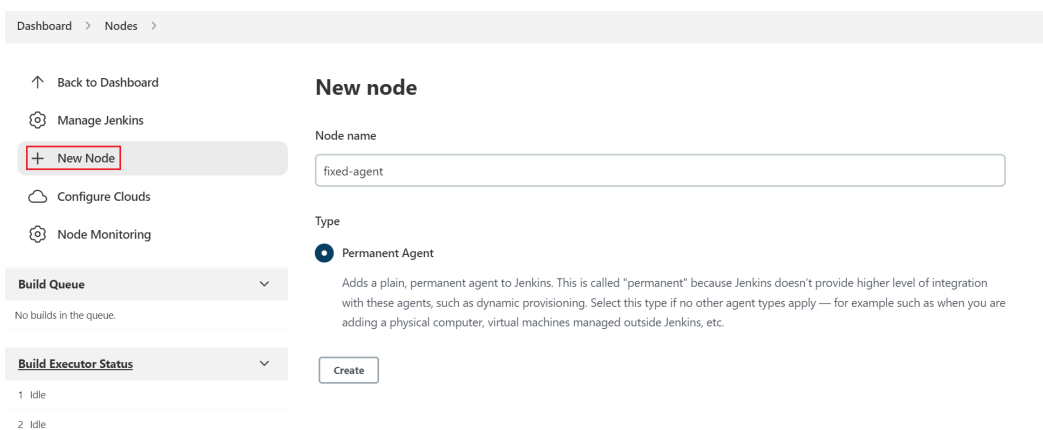 Dashboard > Nodes >
Back to Dashboard
Manage Jenkins
New Node
Configure Clouds
Node Monitoring
Build Queue
No builds in the queue.
Build Executor Status
1 Idle
2 Idle
New node
Node name
fixed-agent
Type
Permanent Agent
Adds a plain, permanent agent to Jenkins. This is called "permanent" because Jenkins doesn't provide higher level of integration
with these agents, such as dynamic provisioning. Select this type if no other agent types apply — for example such as when you are
adding a physical computer, virtual machines managed outside Jenkins, etc.
Create